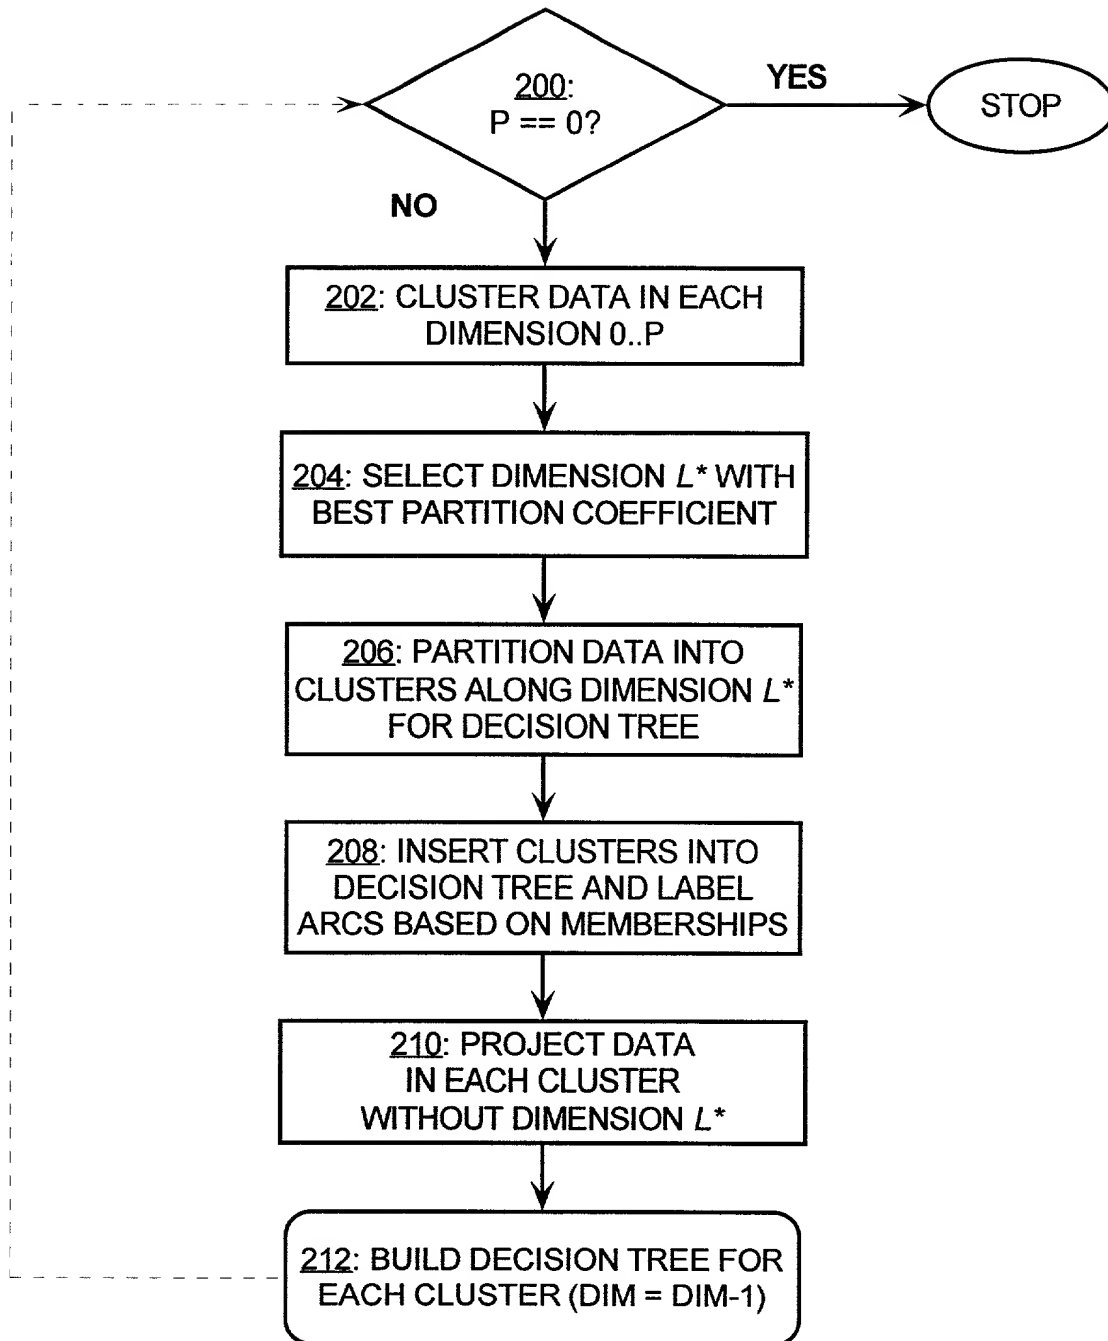 200:
P == 0?
YES
STOP
NO
202: CLUSTER DATA IN EACH
DIMENSION 0..P
204: SELECT DIMENSION L* WITH
BEST PARTITION COEFFICIENT
206: PARTITION DATA INTO
CLUSTERS ALONG DIMENSION L*
FOR DECISION TREE
208: INSERT CLUSTERS INTO
DECISION TREE AND LABEL
ARCS BASED ON MEMBERSHIPS
210: PROJECT DATA
IN EACH CLUSTER
WITHOUT DIMENSION L*
212: BUILD DECISION TREE FOR
EACH CLUSTER (DIM = DIM-1)